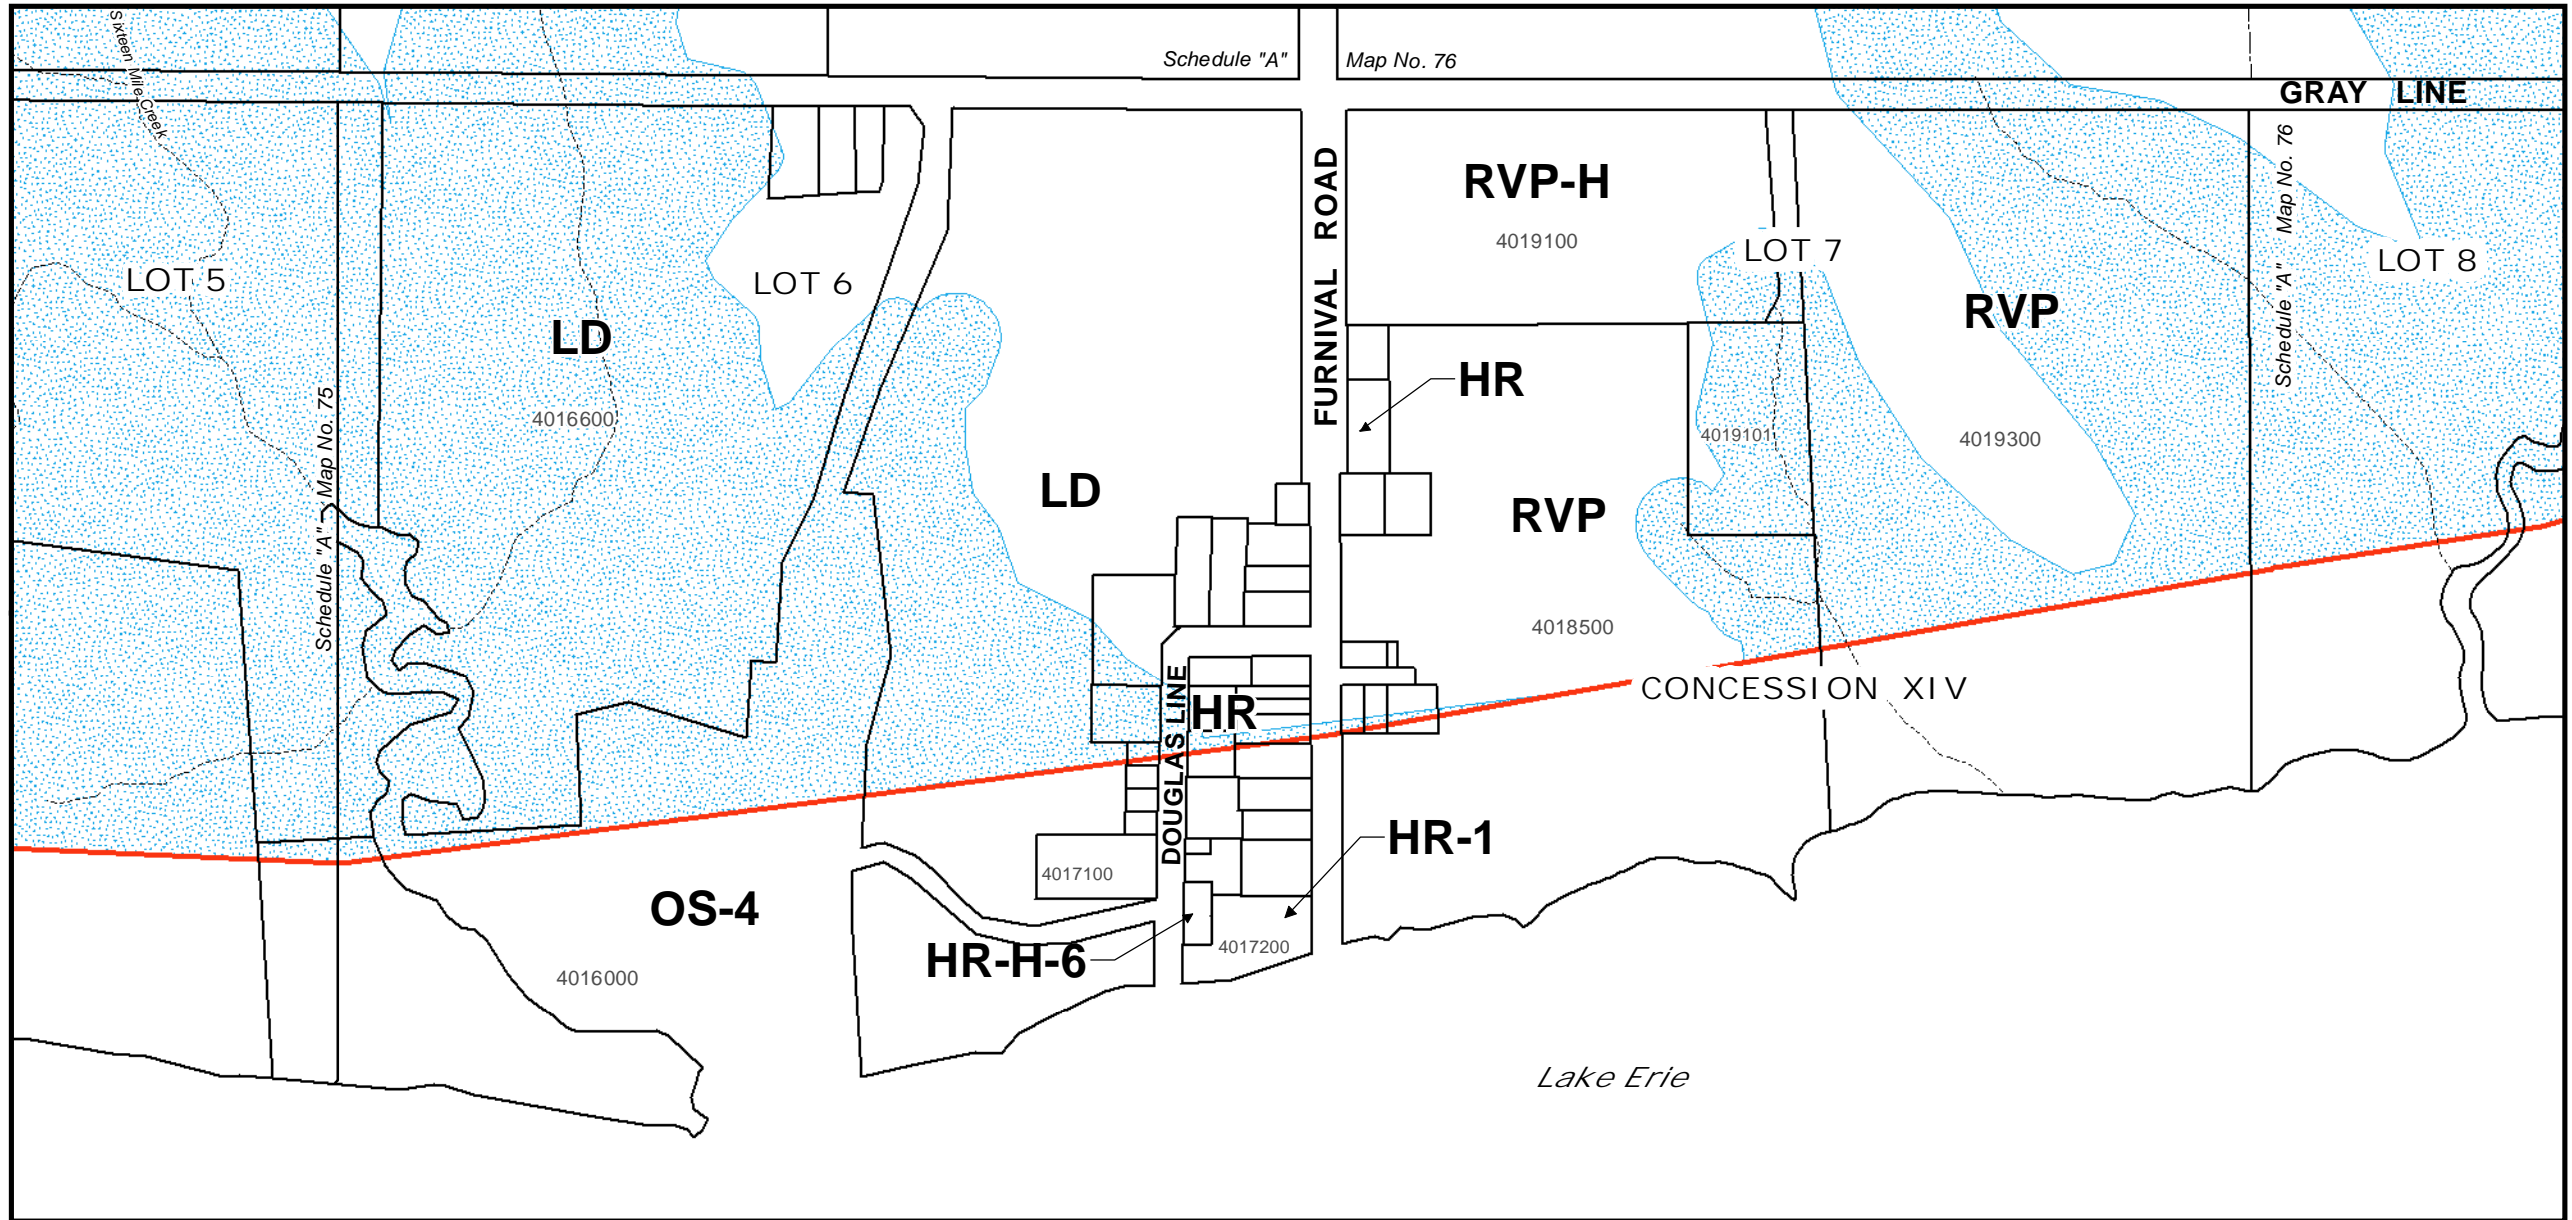 Sixteen Mile Creek
Schedule "A"
Map No. 76
GRAY LINE
FURNIVAL ROAD
RVP-H
4019100
Schedule "A" Map No. 76
LOT 5
LOT 6
LOT 7
LOT 8
LD
RVP
HR
4016600
4019101
4019300
Schedule "A" Map No. 75
LD
RVP
4018500
DOUGLAS LINE
HR
CONCESSION XIV
HR-1
4017100
OS-4
HR-H-6
4017200
4016000
Lake Erie